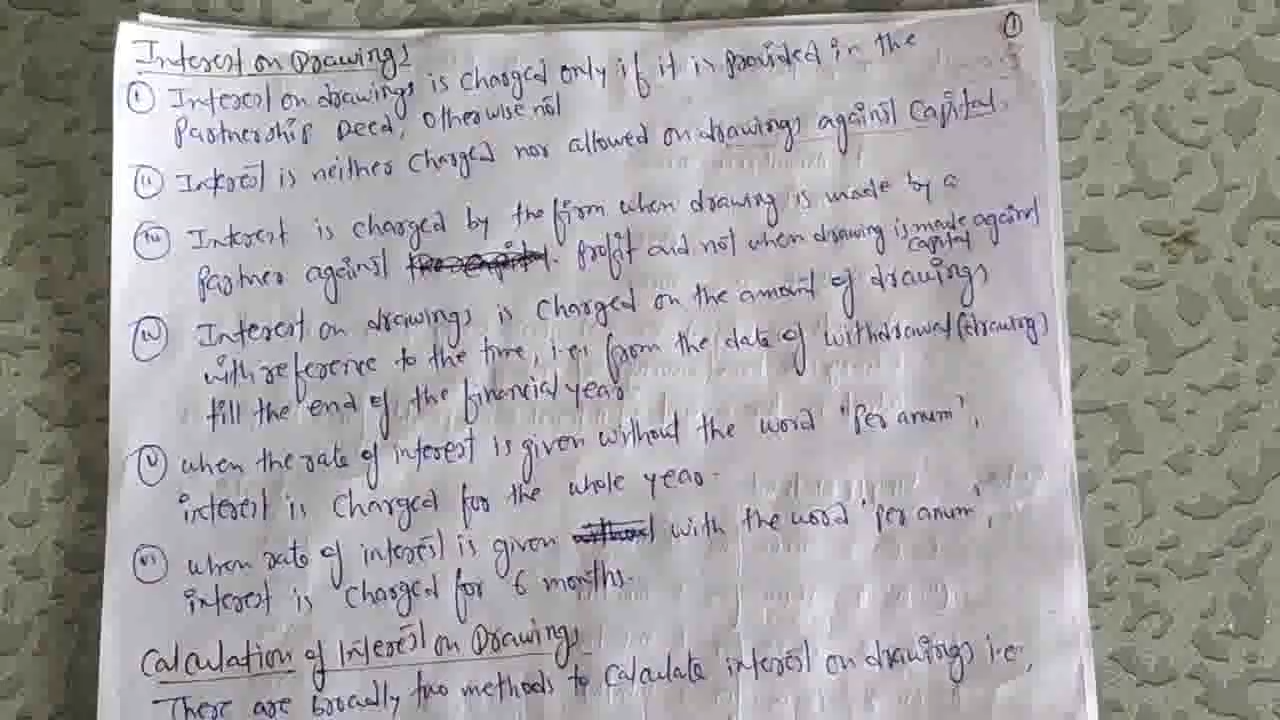 ①
Interest on Drawings
(i) Interest on drawings is charged only if it is provided in the
Partnership Deed, otherwise not
(ii) Interest is neither charged nor allowed on drawings against Capital.
(iii) Interest is charged by the firm when drawing is made by a
partner against profit and not when drawing is made against
capital
(iv) Interest on drawings is charged on the amount of drawings
with reference to the time, i.e. from the date of withdrawal (drawing)
till the end of the financial year.
(v) when the rate of interest is given without the word "Per anum",
interest is charged for the whole year.
(vi) when rate of interest is given with the word 'Per anum',
interest is charged for 6 months.
Calculation of Interest on Drawings
There are broadly two methods to calculate interest on drawings i.e.,